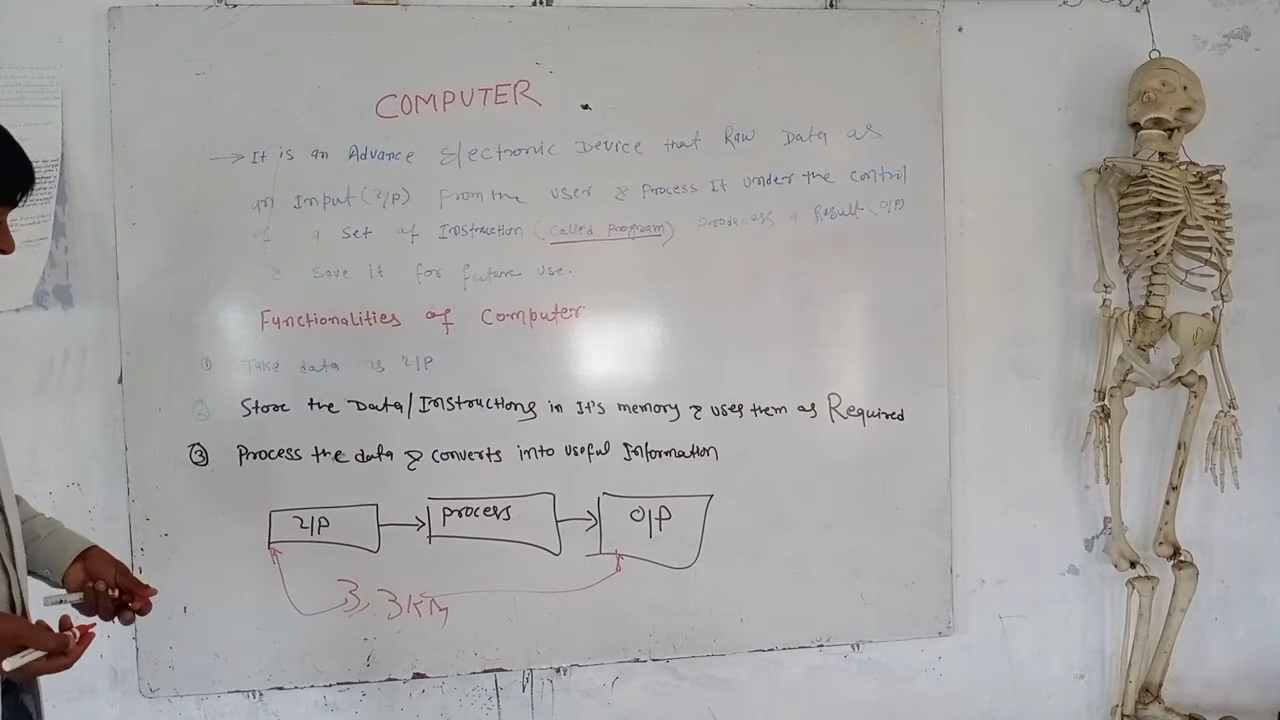 COMPUTER
→ It is an Advance Electronic Device that Raw Data as
an Input (I/P) From the user & Process It under the control
of a set of Instruction (called program) produces a Result (O/P)
& Save it for future use.
Functionalities of Computer
① Take data as I/P
② Store the Data/Instructions in It's memory & uses them as Required
③ Process the data & converts into useful Information
I/P → process → O/P
3, 3KM